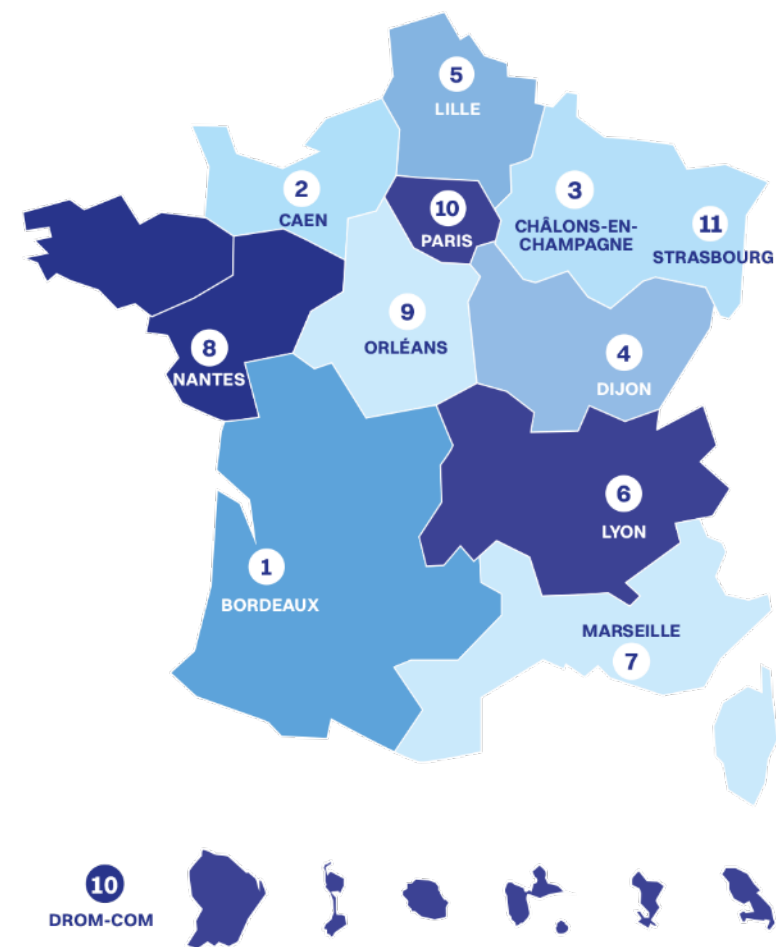 5
LILLE
2
CAEN
10
PARIS
3
CHÂLONS-EN-
CHAMPAGNE
11
STRASBOURG
9
ORLÉANS
8
NANTES
4
DIJON
6
LYON
1
BORDEAUX
MARSEILLE
7
10
DROM-COM